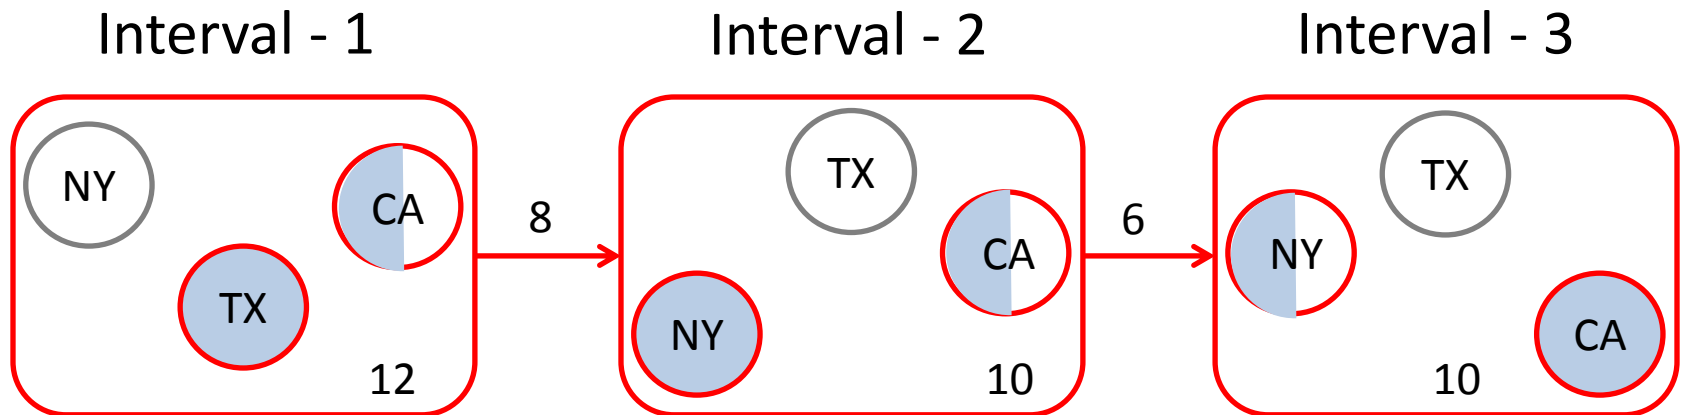 Interval - 1
NY
CA
TX
12
8
Interval - 2
TX
CA
NY
10
6
Interval - 3
TX
NY
CA
10